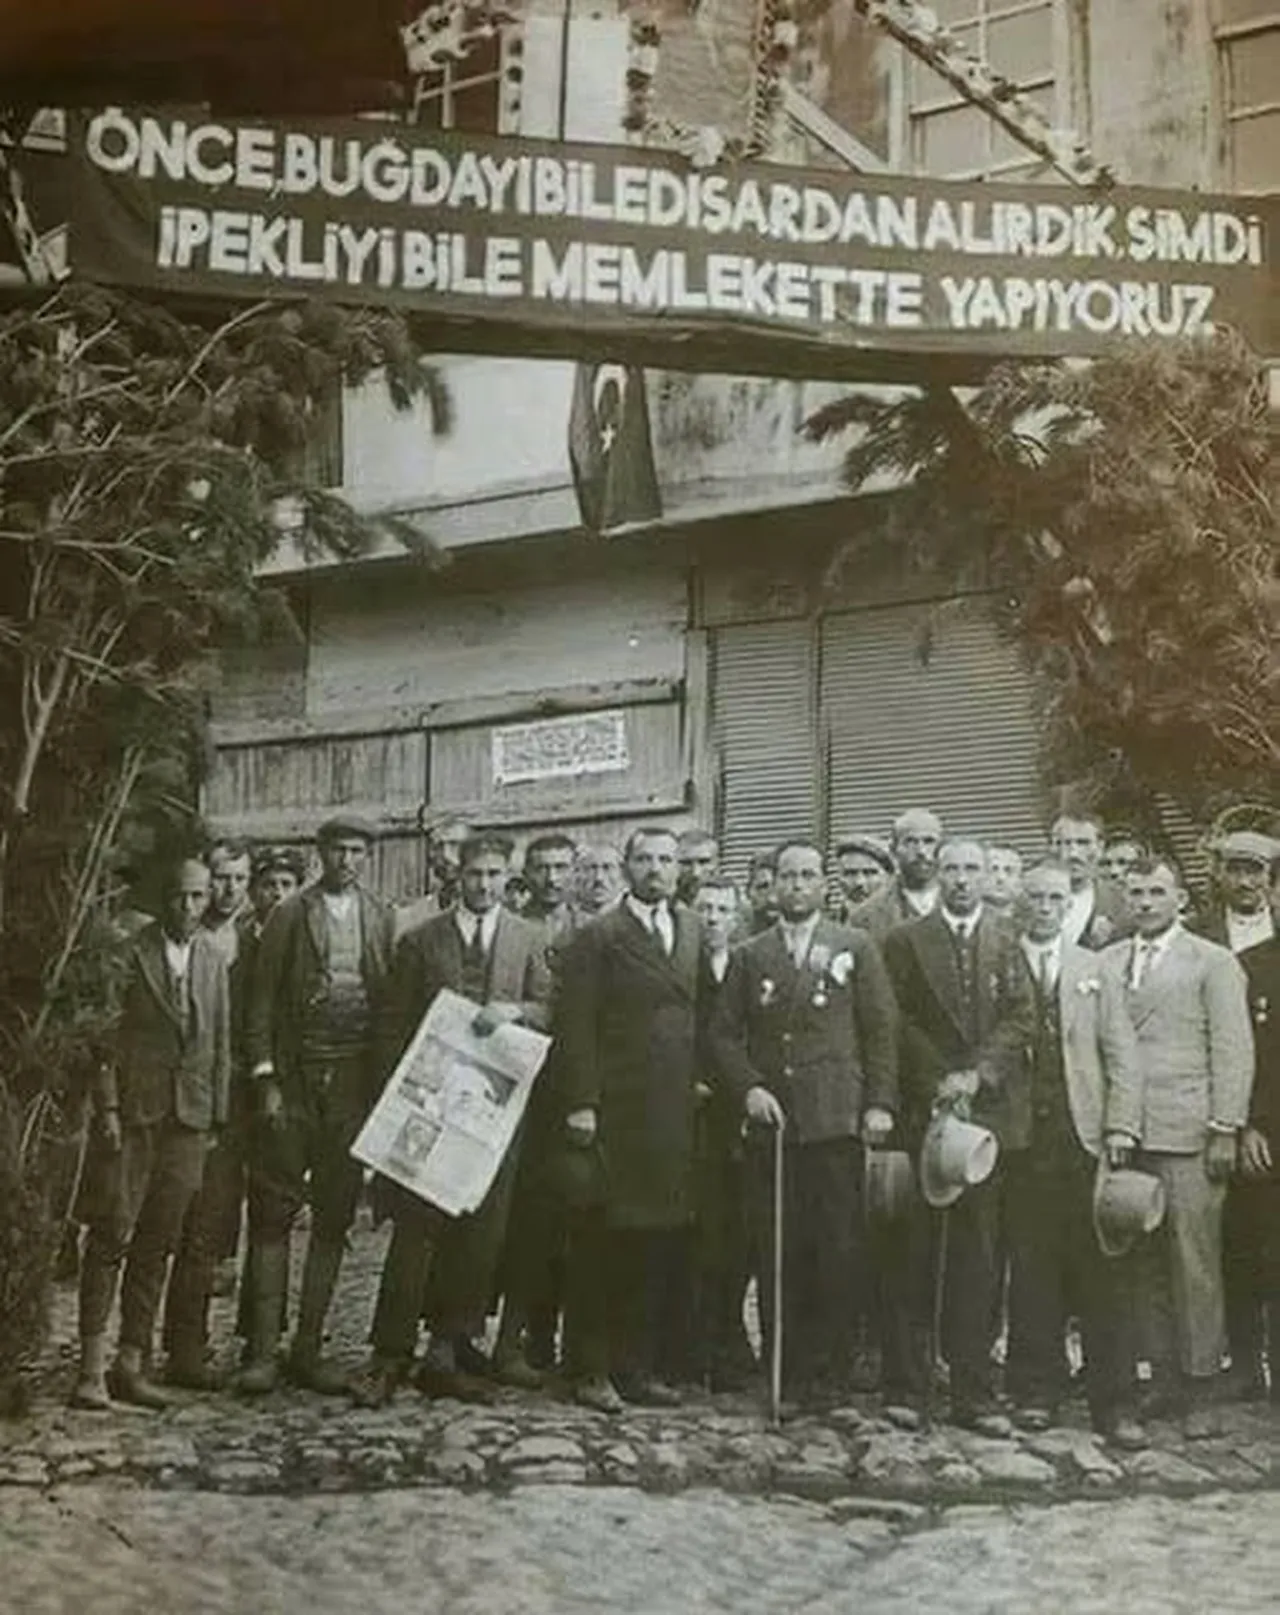 ÖNCE, BUĞDAYI BİLE DIŞARDAN ALIRDIK, ŞİMDİ
İPEKLİYİ BİLE MEMLEKETTE YAPIYORUZ.